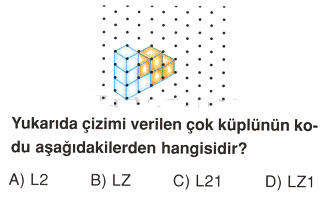 Yukarıda çizimi verilen çok küplünün ko-
du aşağıdakilerden hangisidir?
A) L2 B) LZ C) L21 D) LZ1